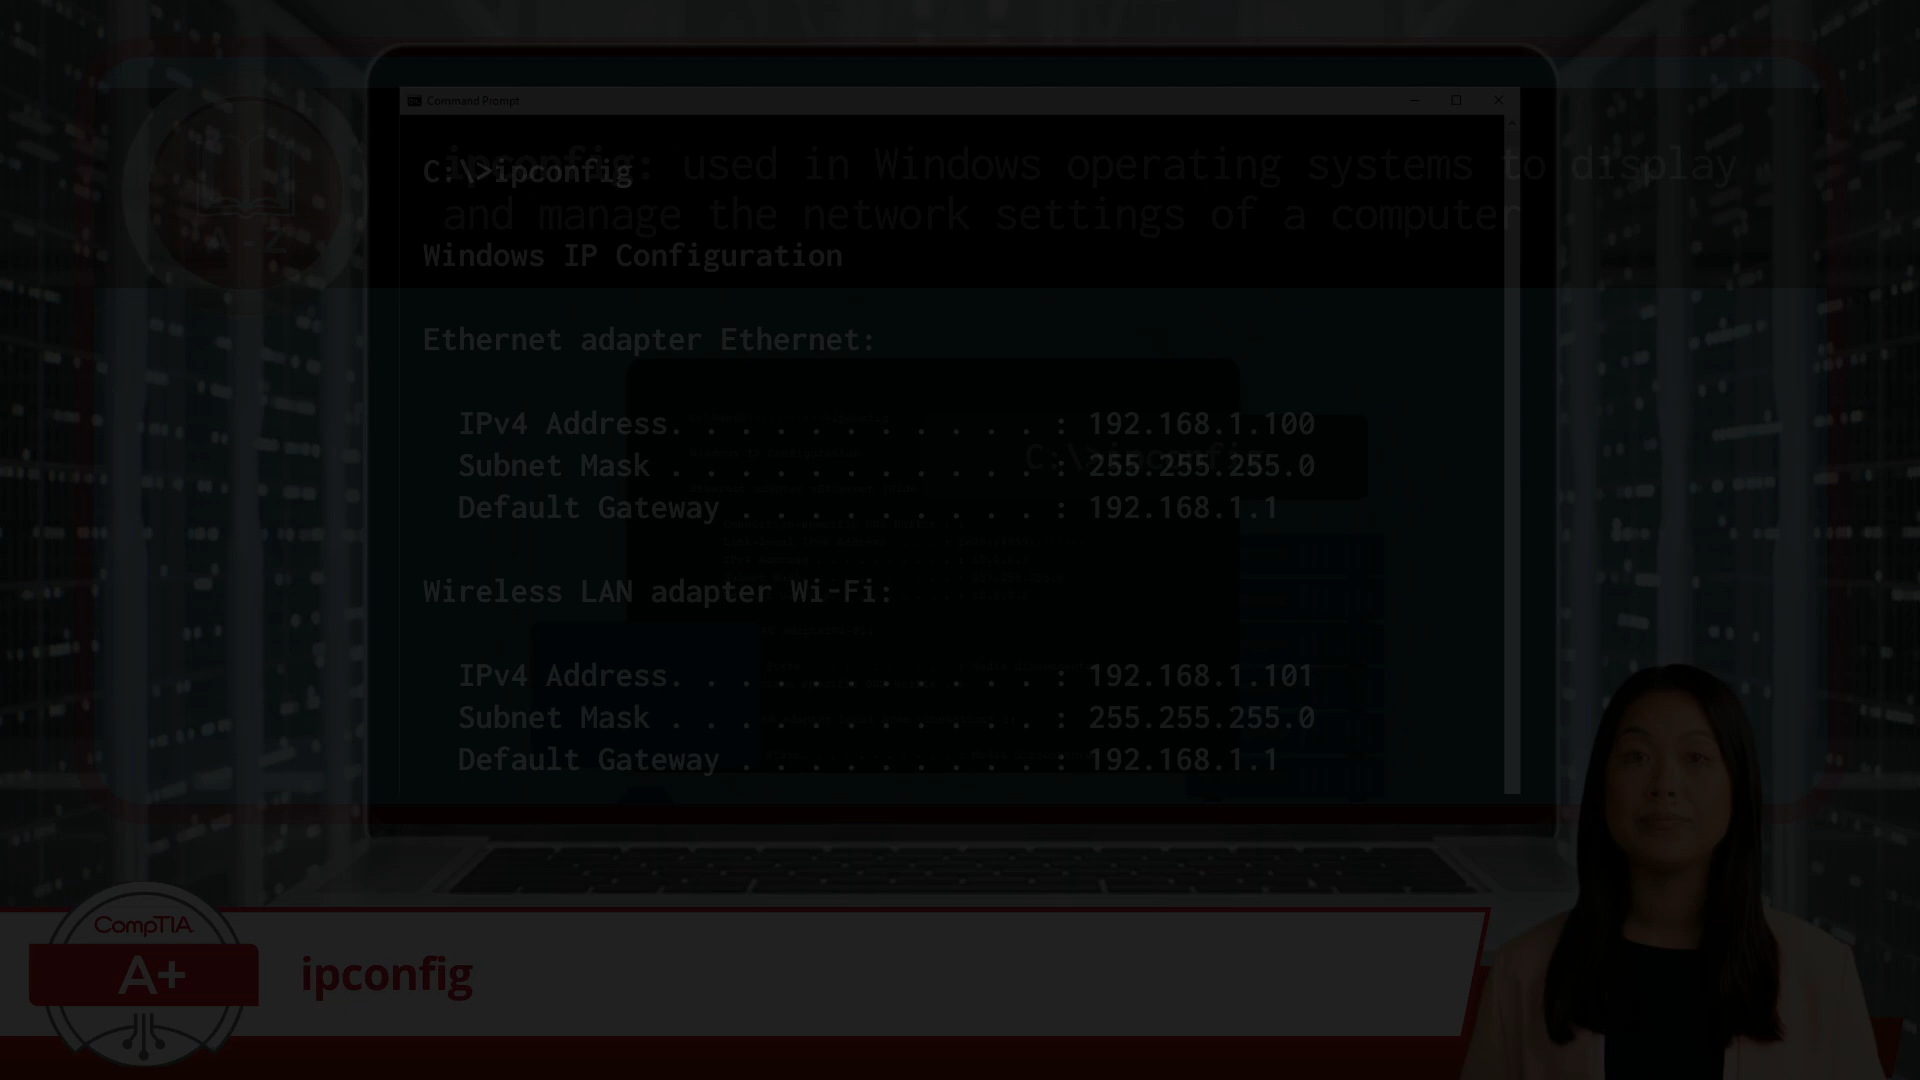 Command Prompt
ipconfig: used in Windows operating systems to display
and manage the network settings of a computer
C:\>ipconfig
Windows IP Configuration
Ethernet adapter Ethernet:
IPv4 Address. . . . . . . . . . . : 192.168.1.100
Subnet Mask . . . . . . . . . . . : 255.255.255.0
Default Gateway . . . . . . . . . . : 192.168.1.1
C:\>ipconfig
Wireless LAN adapter Wi-Fi:
IPv4 Address. . . . . . . . . . . : 192.168.1.101
Subnet Mask . . . . . . . . . . . : 255.255.255.0
Default Gateway . . . . . . . . . . : 192.168.1.1
A-Z
CompTIA
A+
ipconfig